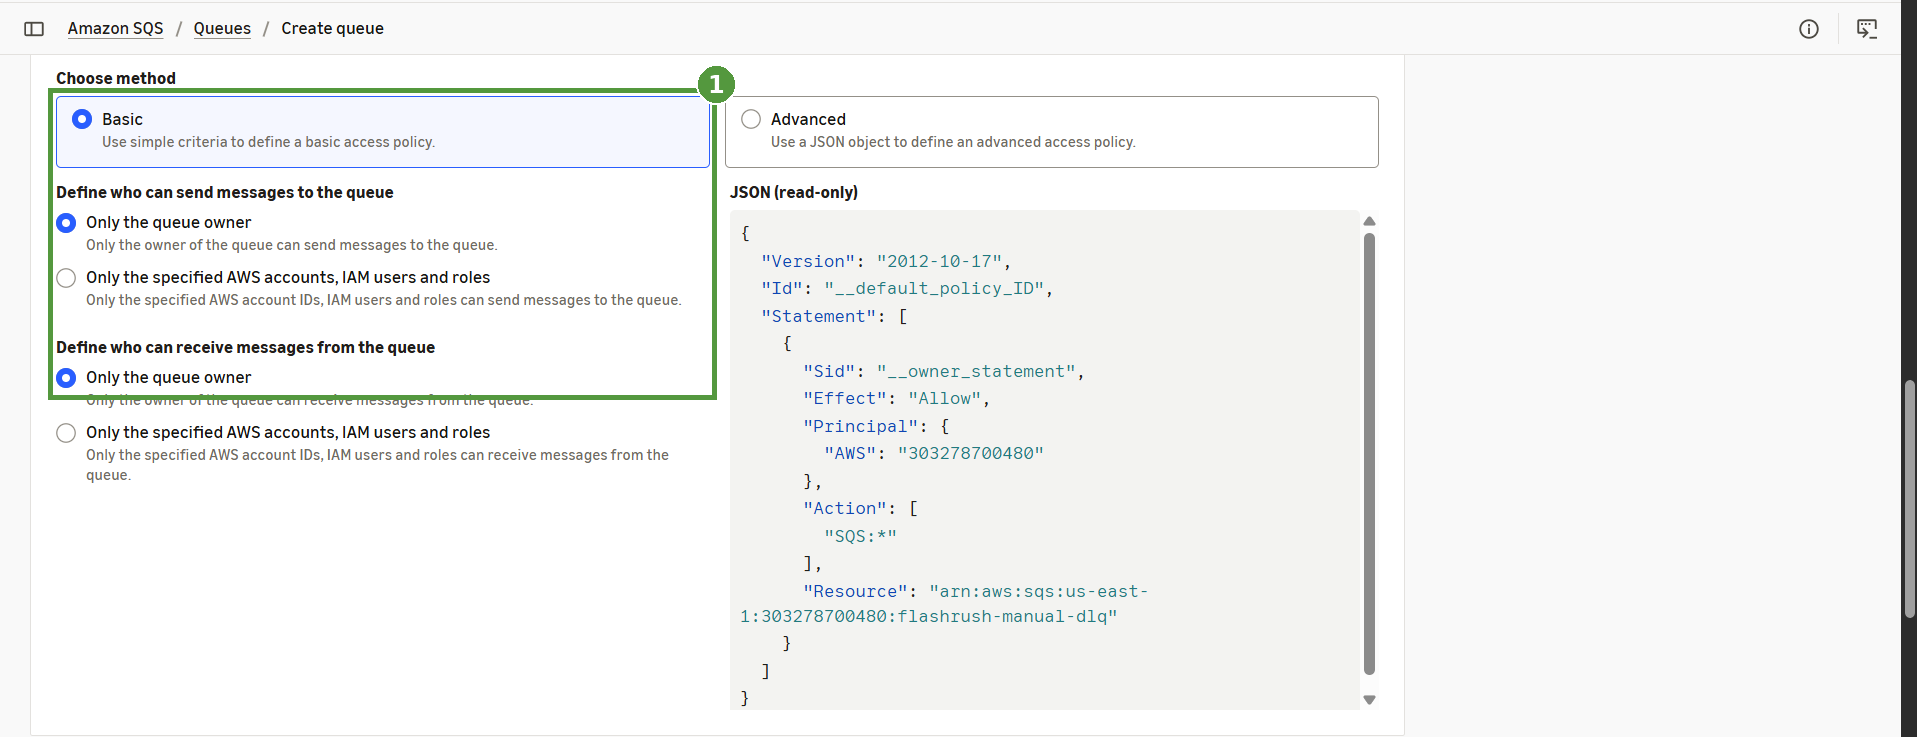 Amazon SQS / Queues / Create queue
Choose method
1
Basic
Use simple criteria to define a basic access policy.
Advanced
Use a JSON object to define an advanced access policy.
Define who can send messages to the queue
Only the queue owner
Only the owner of the queue can send messages to the queue.
Only the specified AWS accounts, IAM users and roles
Only the specified AWS account IDs, IAM users and roles can send messages to the queue.
Define who can receive messages from the queue
Only the queue owner
Only the owner of the queue can receive messages from the queue.
Only the specified AWS accounts, IAM users and roles
Only the specified AWS account IDs, IAM users and roles can receive messages from the
queue.
JSON (read-only)
{
  "Version": "2012-10-17",
  "Id": "__default_policy_ID",
  "Statement": [
    {
      "Sid": "__owner_statement",
      "Effect": "Allow",
      "Principal": {
        "AWS": "303278700480"
      },
      "Action": [
        "SQS:*"
      ],
      "Resource": "arn:aws:sqs:us-east-
1:303278700480:flashrush-manual-dlq"
    }
  ]
}